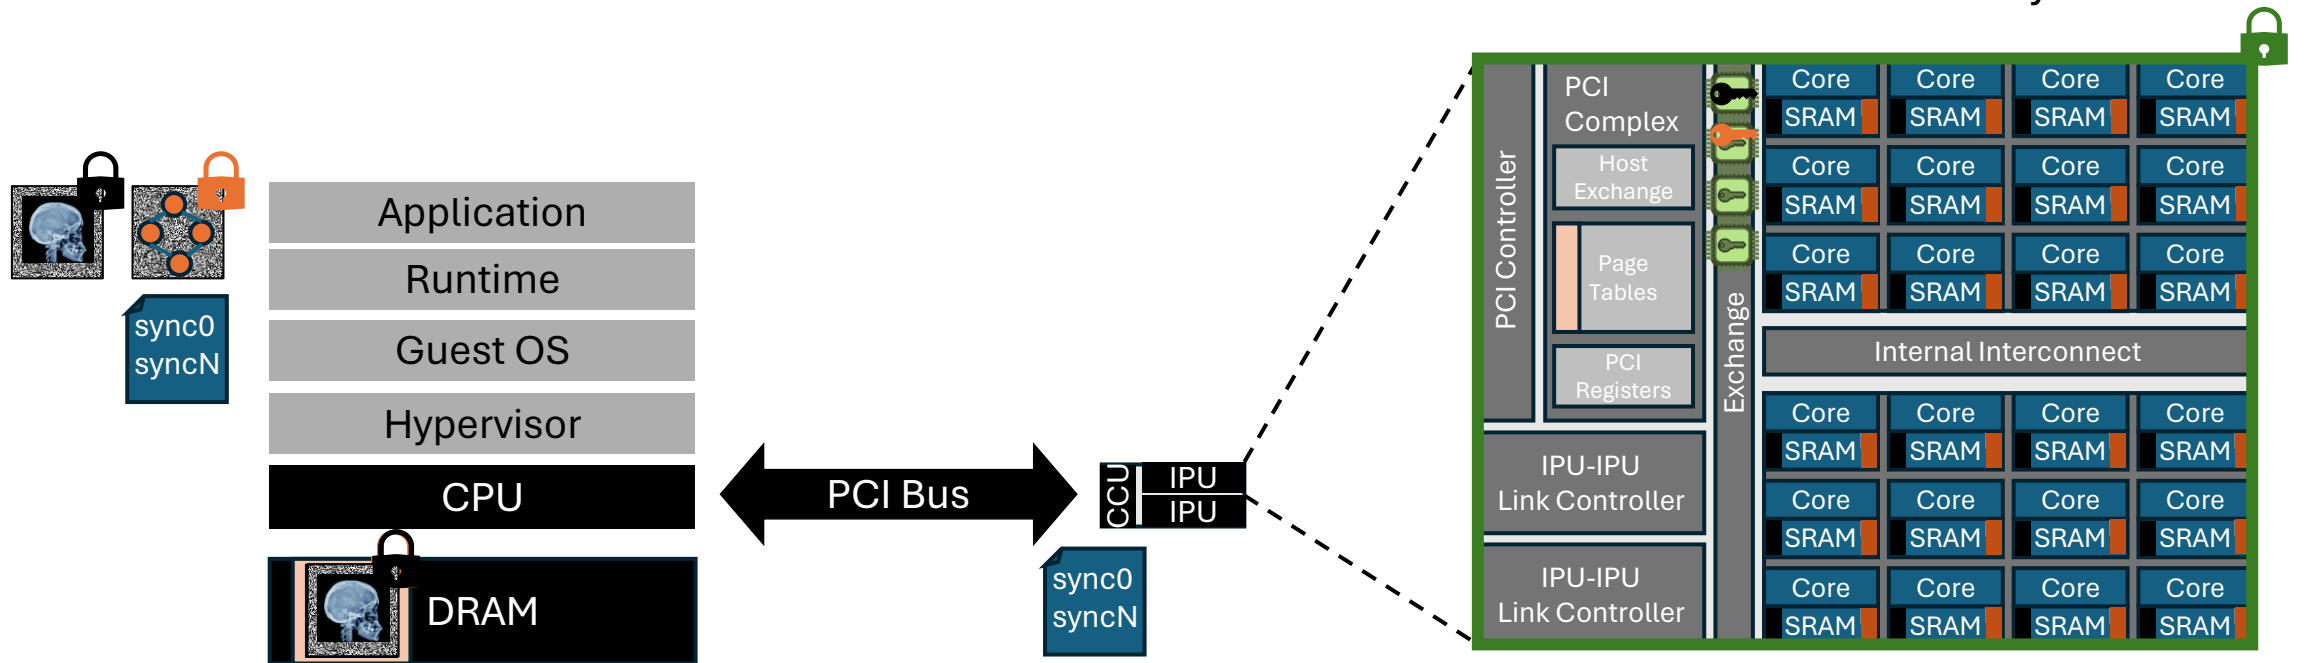 sync0
syncN
Application
Runtime
Guest OS
Hypervisor
CPU
DRAM
PCI Bus
CCU
IPU
IPU
sync0
syncN
PCI Controller
PCI
Complex
Host
Exchange
Page
Tables
PCI
Registers
IPU-IPU
Link Controller
IPU-IPU
Link Controller
Exchange
Core Core Core Core
SRAM SRAM SRAM SRAM
Core Core Core Core
SRAM SRAM SRAM SRAM
Core Core Core Core
SRAM SRAM SRAM SRAM
Internal Interconnect
Core Core Core Core
SRAM SRAM SRAM SRAM
Core Core Core Core
SRAM SRAM SRAM SRAM
Core Core Core Core
SRAM SRAM SRAM SRAM